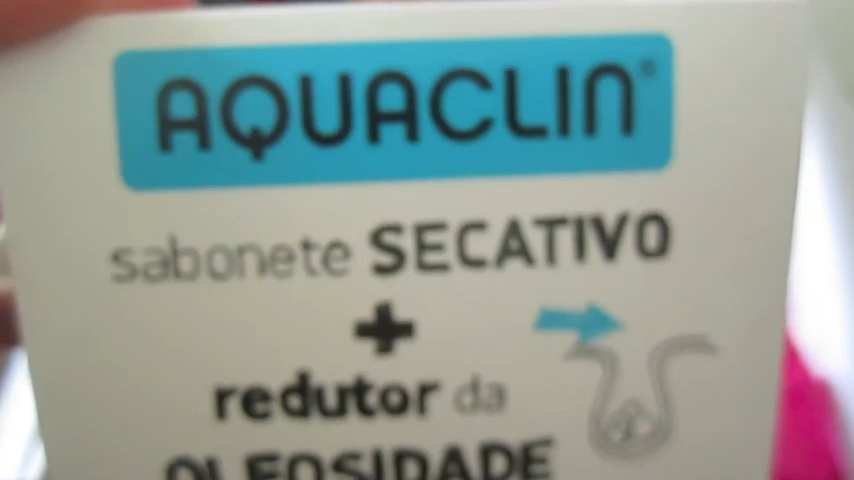 AQUACLIN®
sabonete SECATIVO
+
redutor da
OLEOSIDADE